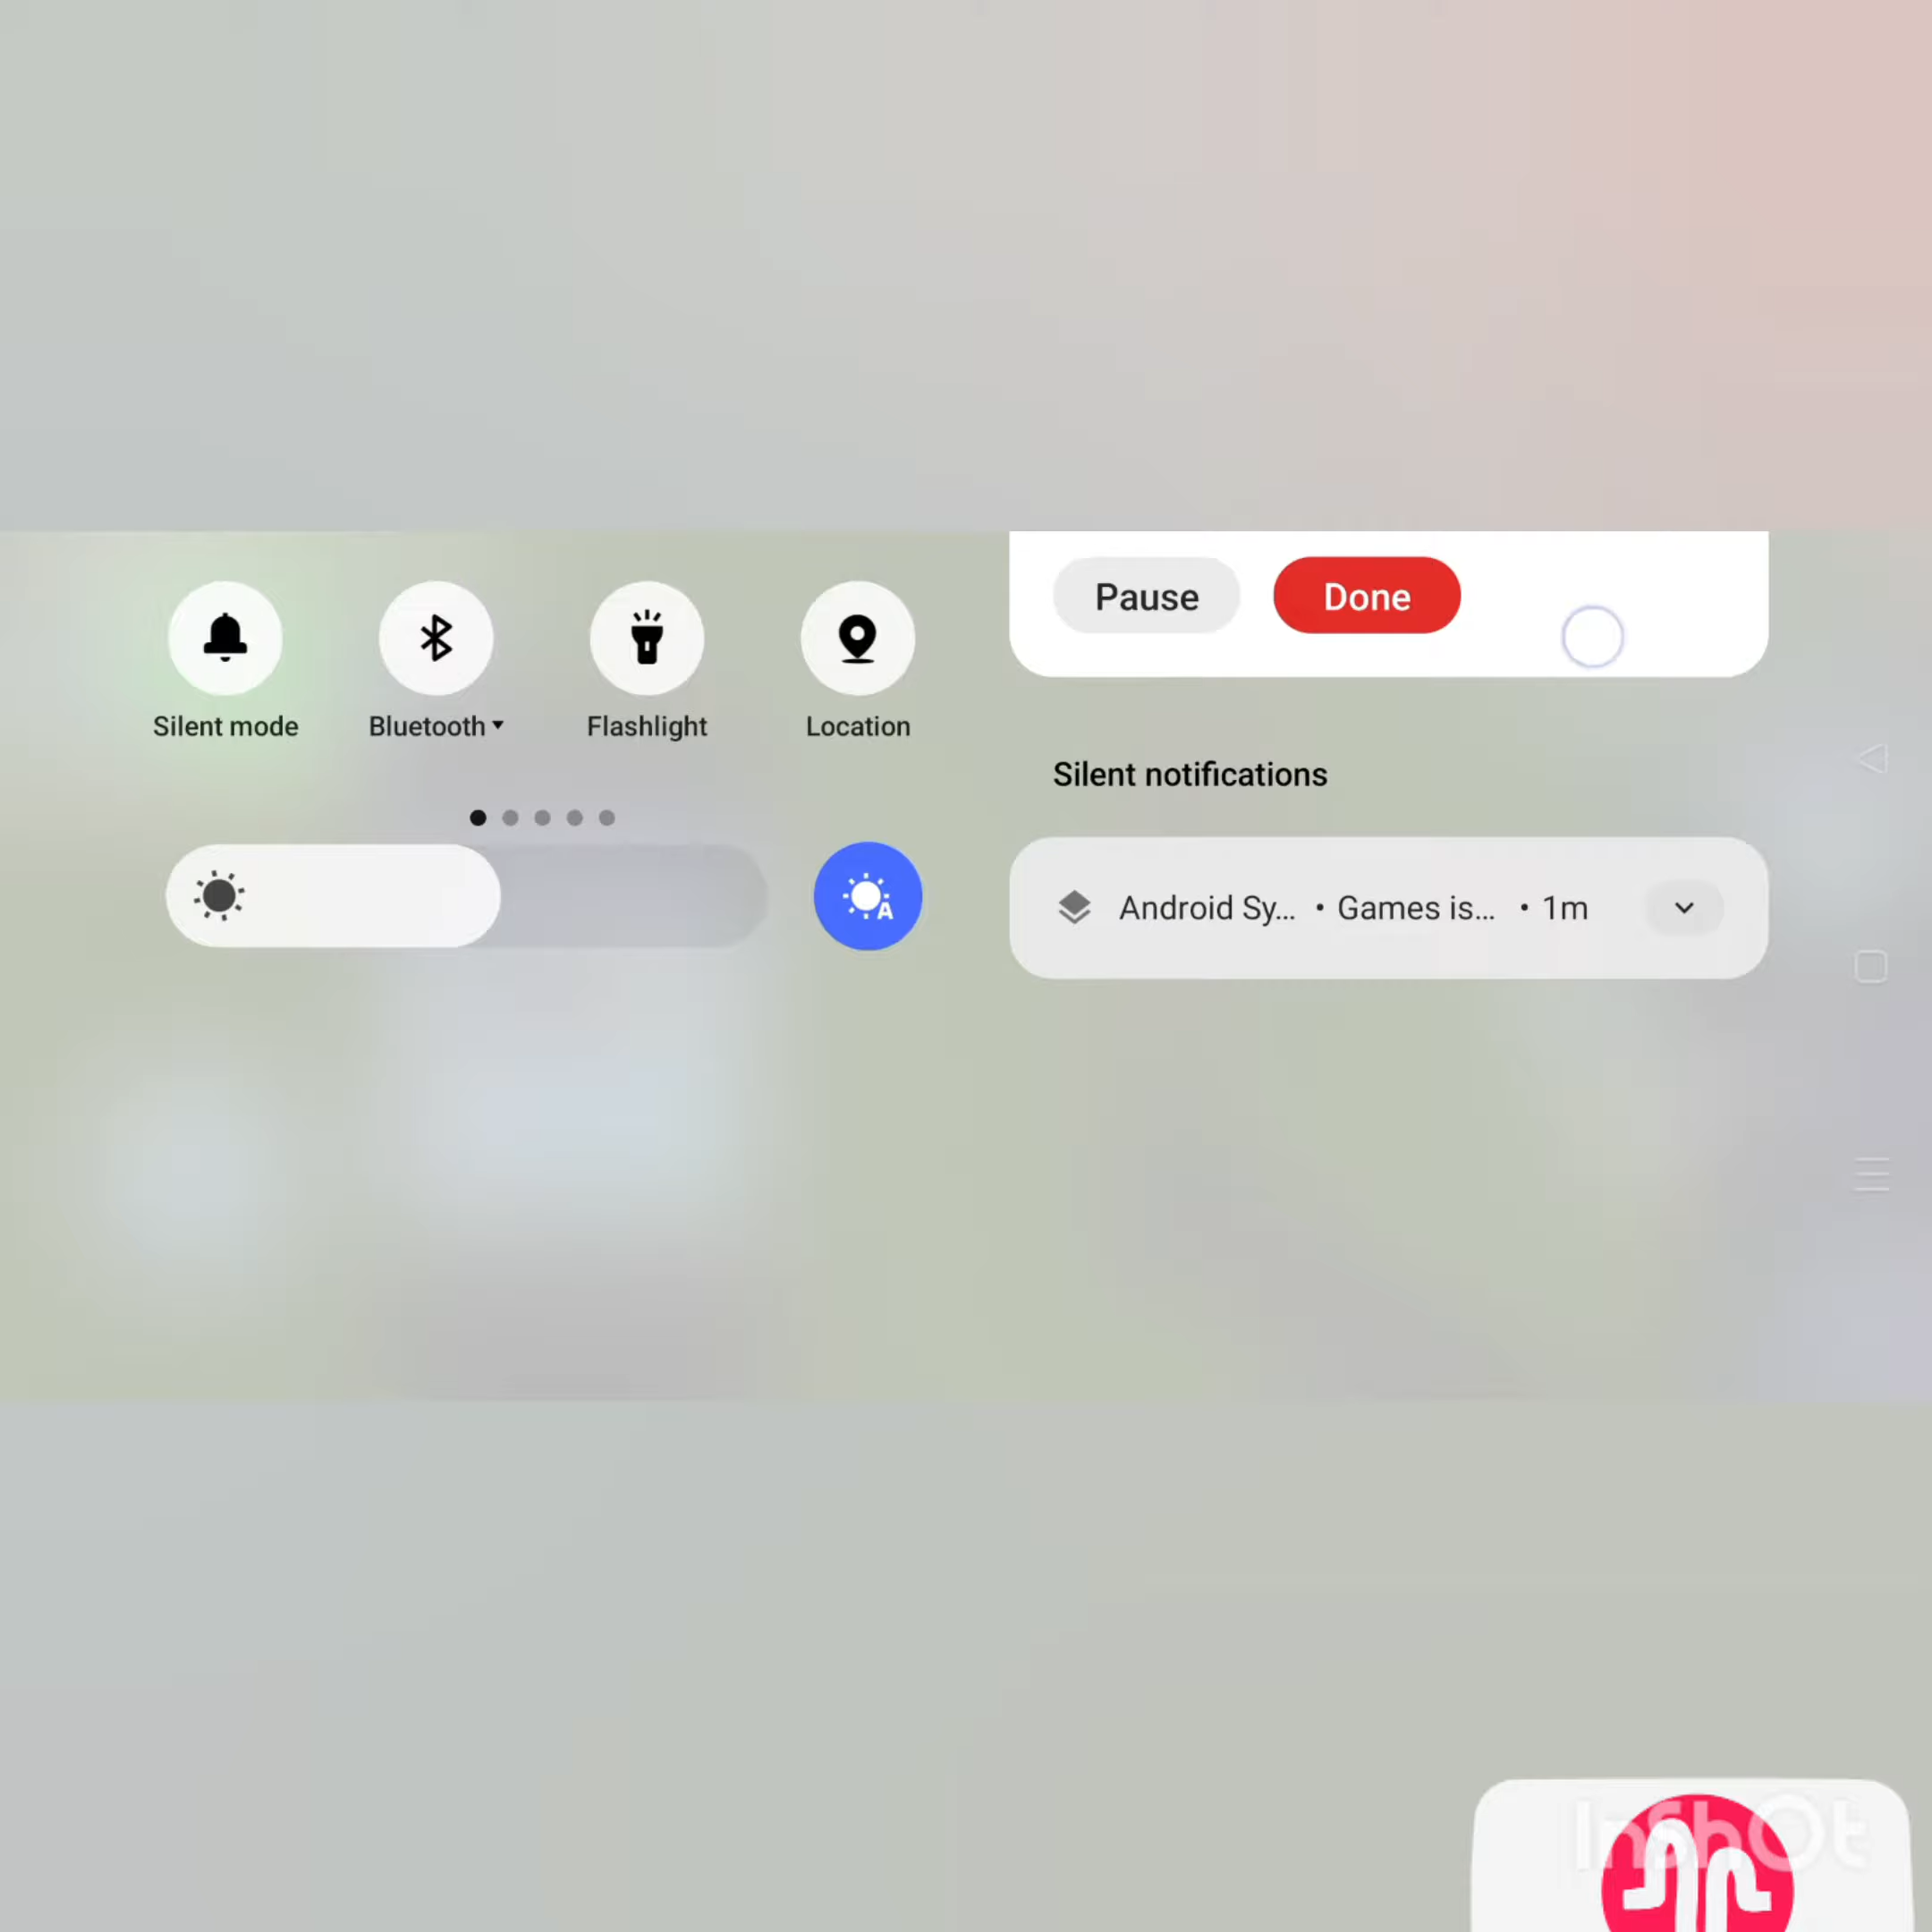 Pause
Done
Silent mode
Bluetooth
Flashlight
Location
Silent notifications
Android Sy... • Games is... • 1m
A
InShOt